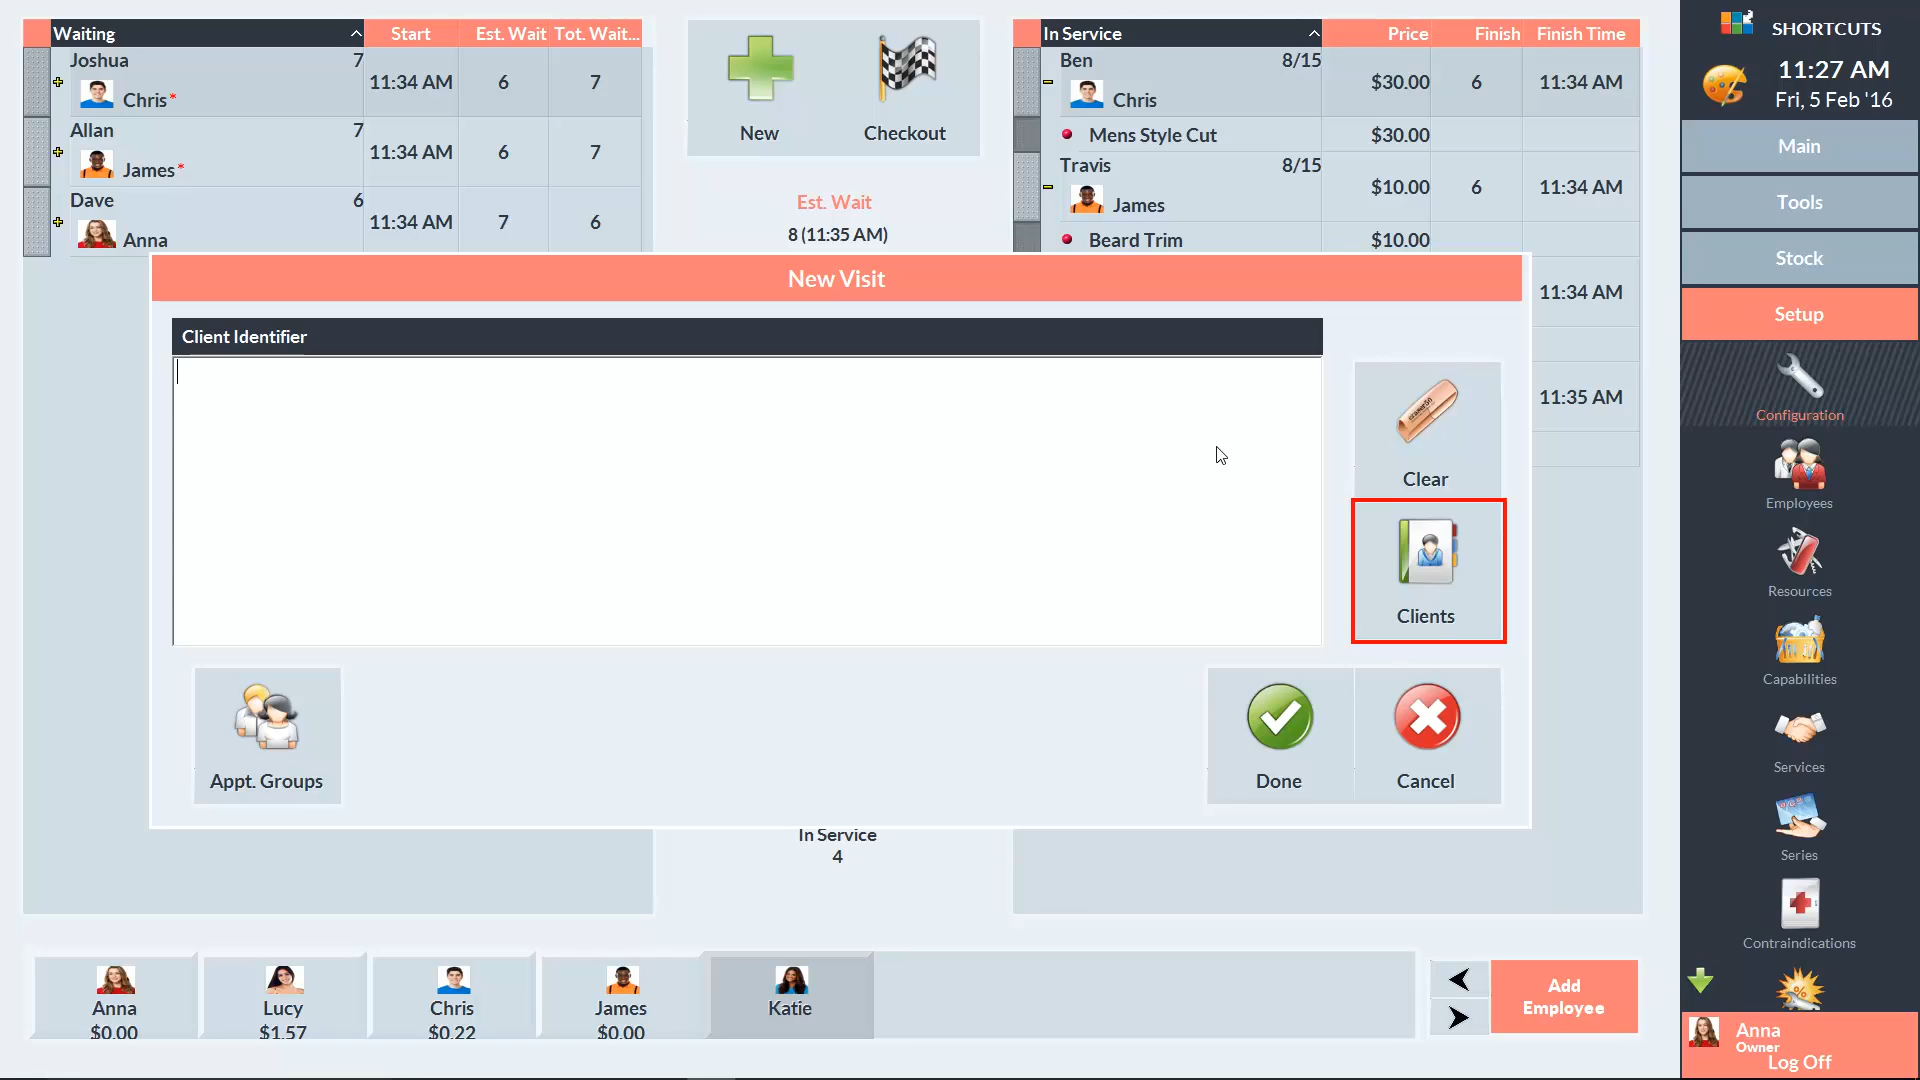 Waiting Start Est. Wait Tot. Wait...
Joshua 7
Chris* 11:34 AM 6 7
Allan 7
James* 11:34 AM 6 7
Dave 6
Anna 11:34 AM 7 6
New
Checkout
Est. Wait
8 (11:35 AM)
In Service Price Finish Finish Time
Ben 8/15
Chris $30.00 6 11:34 AM
Mens Style Cut $30.00
Travis 8/15
James $10.00 6 11:34 AM
Beard Trim $10.00
11:34 AM
11:35 AM
New Visit
Client Identifier
Clear
Clients
Appt. Groups
Done
Cancel
In Service
4
Anna
$0.00
Lucy
$1.57
Chris
$0.22
James
$0.00
Katie
Add
Employee
SHORTCUTS
11:27 AM
Fri, 5 Feb '16
Main
Tools
Stock
Setup
Configuration
Employees
Resources
Capabilities
Services
Series
Contraindications
Anna
Owner
Log Off